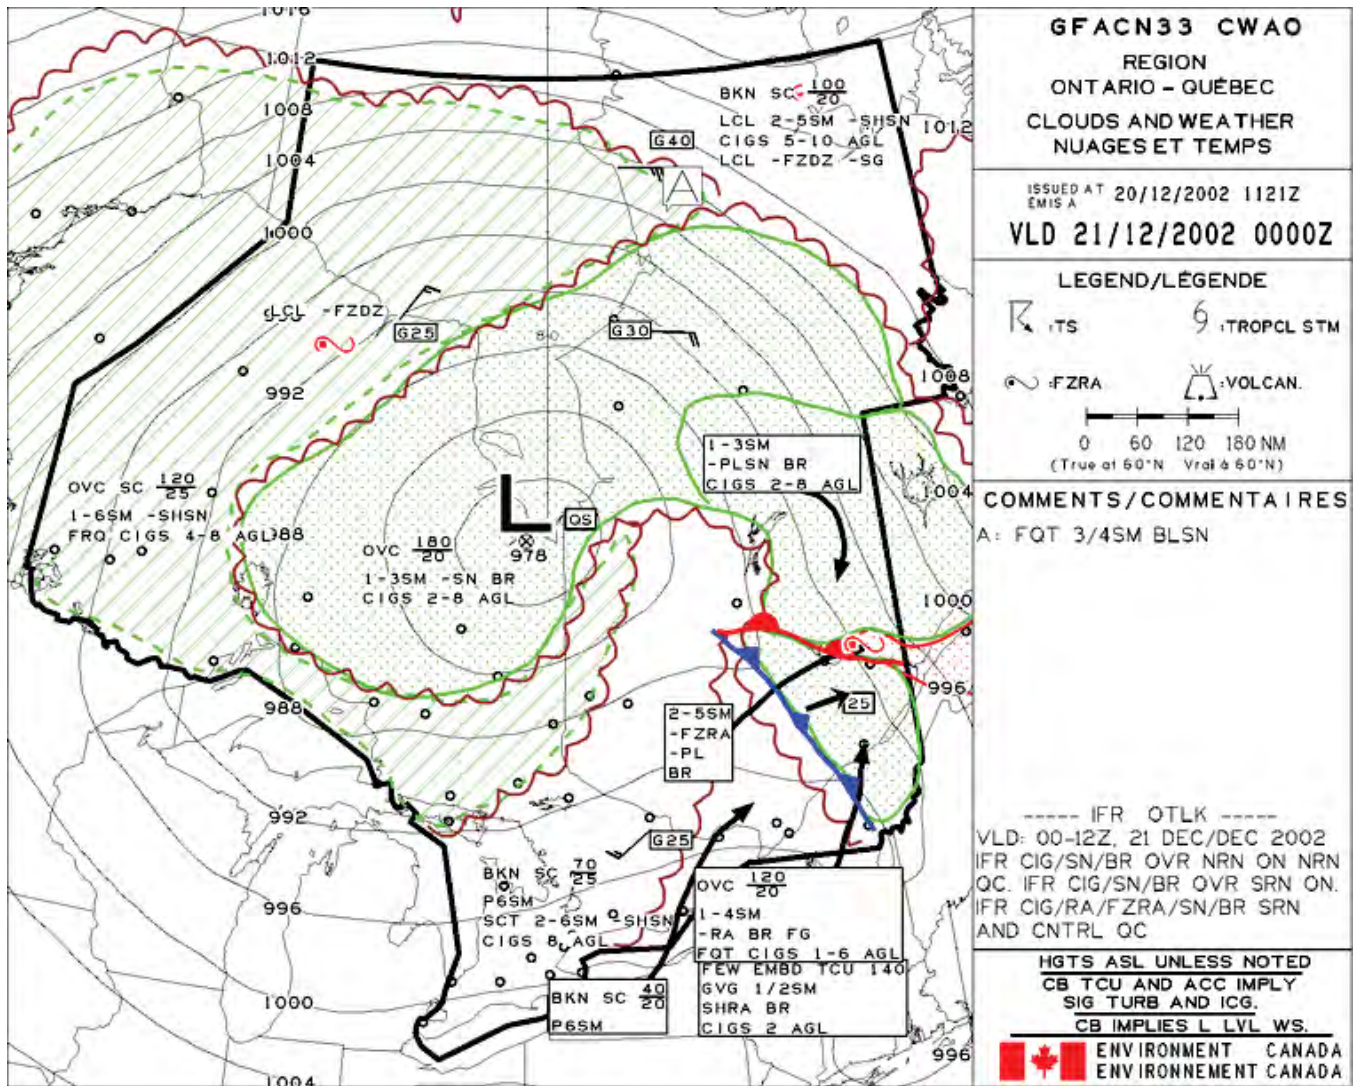 1016
1012
1008
1004
1000
992
988
988
992
996
1000
1004
BKN SC 100/20
LCL 2-5SM -SHSN
CIGS 5-10 AGL
LCL -FZDZ -SG
1012
G40
A
LCL -FZDZ
G25
G30
80
1008
1-3SM
-PLSN BR
CIGS 2-8 AGL
1004
OVC SC 120/25
1-6SM -SHSN
FRQ CIGS 4-8 AGL
L
QS
978
OVC 180/20
1-3SM -SN BR
CIGS 2-8 AGL
1000
996
25
2-5SM
-FZRA
-PL
BR
G25
BKN SC 70/25
P6SM
SCT 2-6SM -SHSN
CIGS 8 AGL
OVC 120/20
1-4SM
-RA BR FG
FQT CIGS 1-6 AGL
FEW EMBD TCU 140
GVG 1/2SM
SHRA BR
CIGS 2 AGL
BKN SC 40/20
P6SM
996
GFACN33 CWAO
REGION
ONTARIO - QUÉBEC
CLOUDS AND WEATHER
NUAGES ET TEMPS
ISSUED AT
ÉMIS A
20/12/2002 1121Z
VLD 21/12/2002 0000Z
LEGEND/LÉGENDE
:TS
:TROPCL STM
:FZRA
:VOLCAN.
0 60 120 180 NM
(True at 60°N Vrai à 60°N)
COMMENTS/COMMENTAIRES
A: FQT 3/4SM BLSN
----- IFR OTLK -----
VLD: 00-12Z, 21 DEC/DEC 2002
IFR CIG/SN/BR OVR NRN ON NRN
QC. IFR CIG/SN/BR OVR SRN ON.
IFR CIG/RA/FZRA/SN/BR SRN
AND CNTRL QC
HGTS ASL UNLESS NOTED
CB TCU AND ACC IMPLY
SIG TURB AND ICG.
CB IMPLIES L LVL WS.
ENVIRONMENT CANADA
ENVIRONNEMENT CANADA